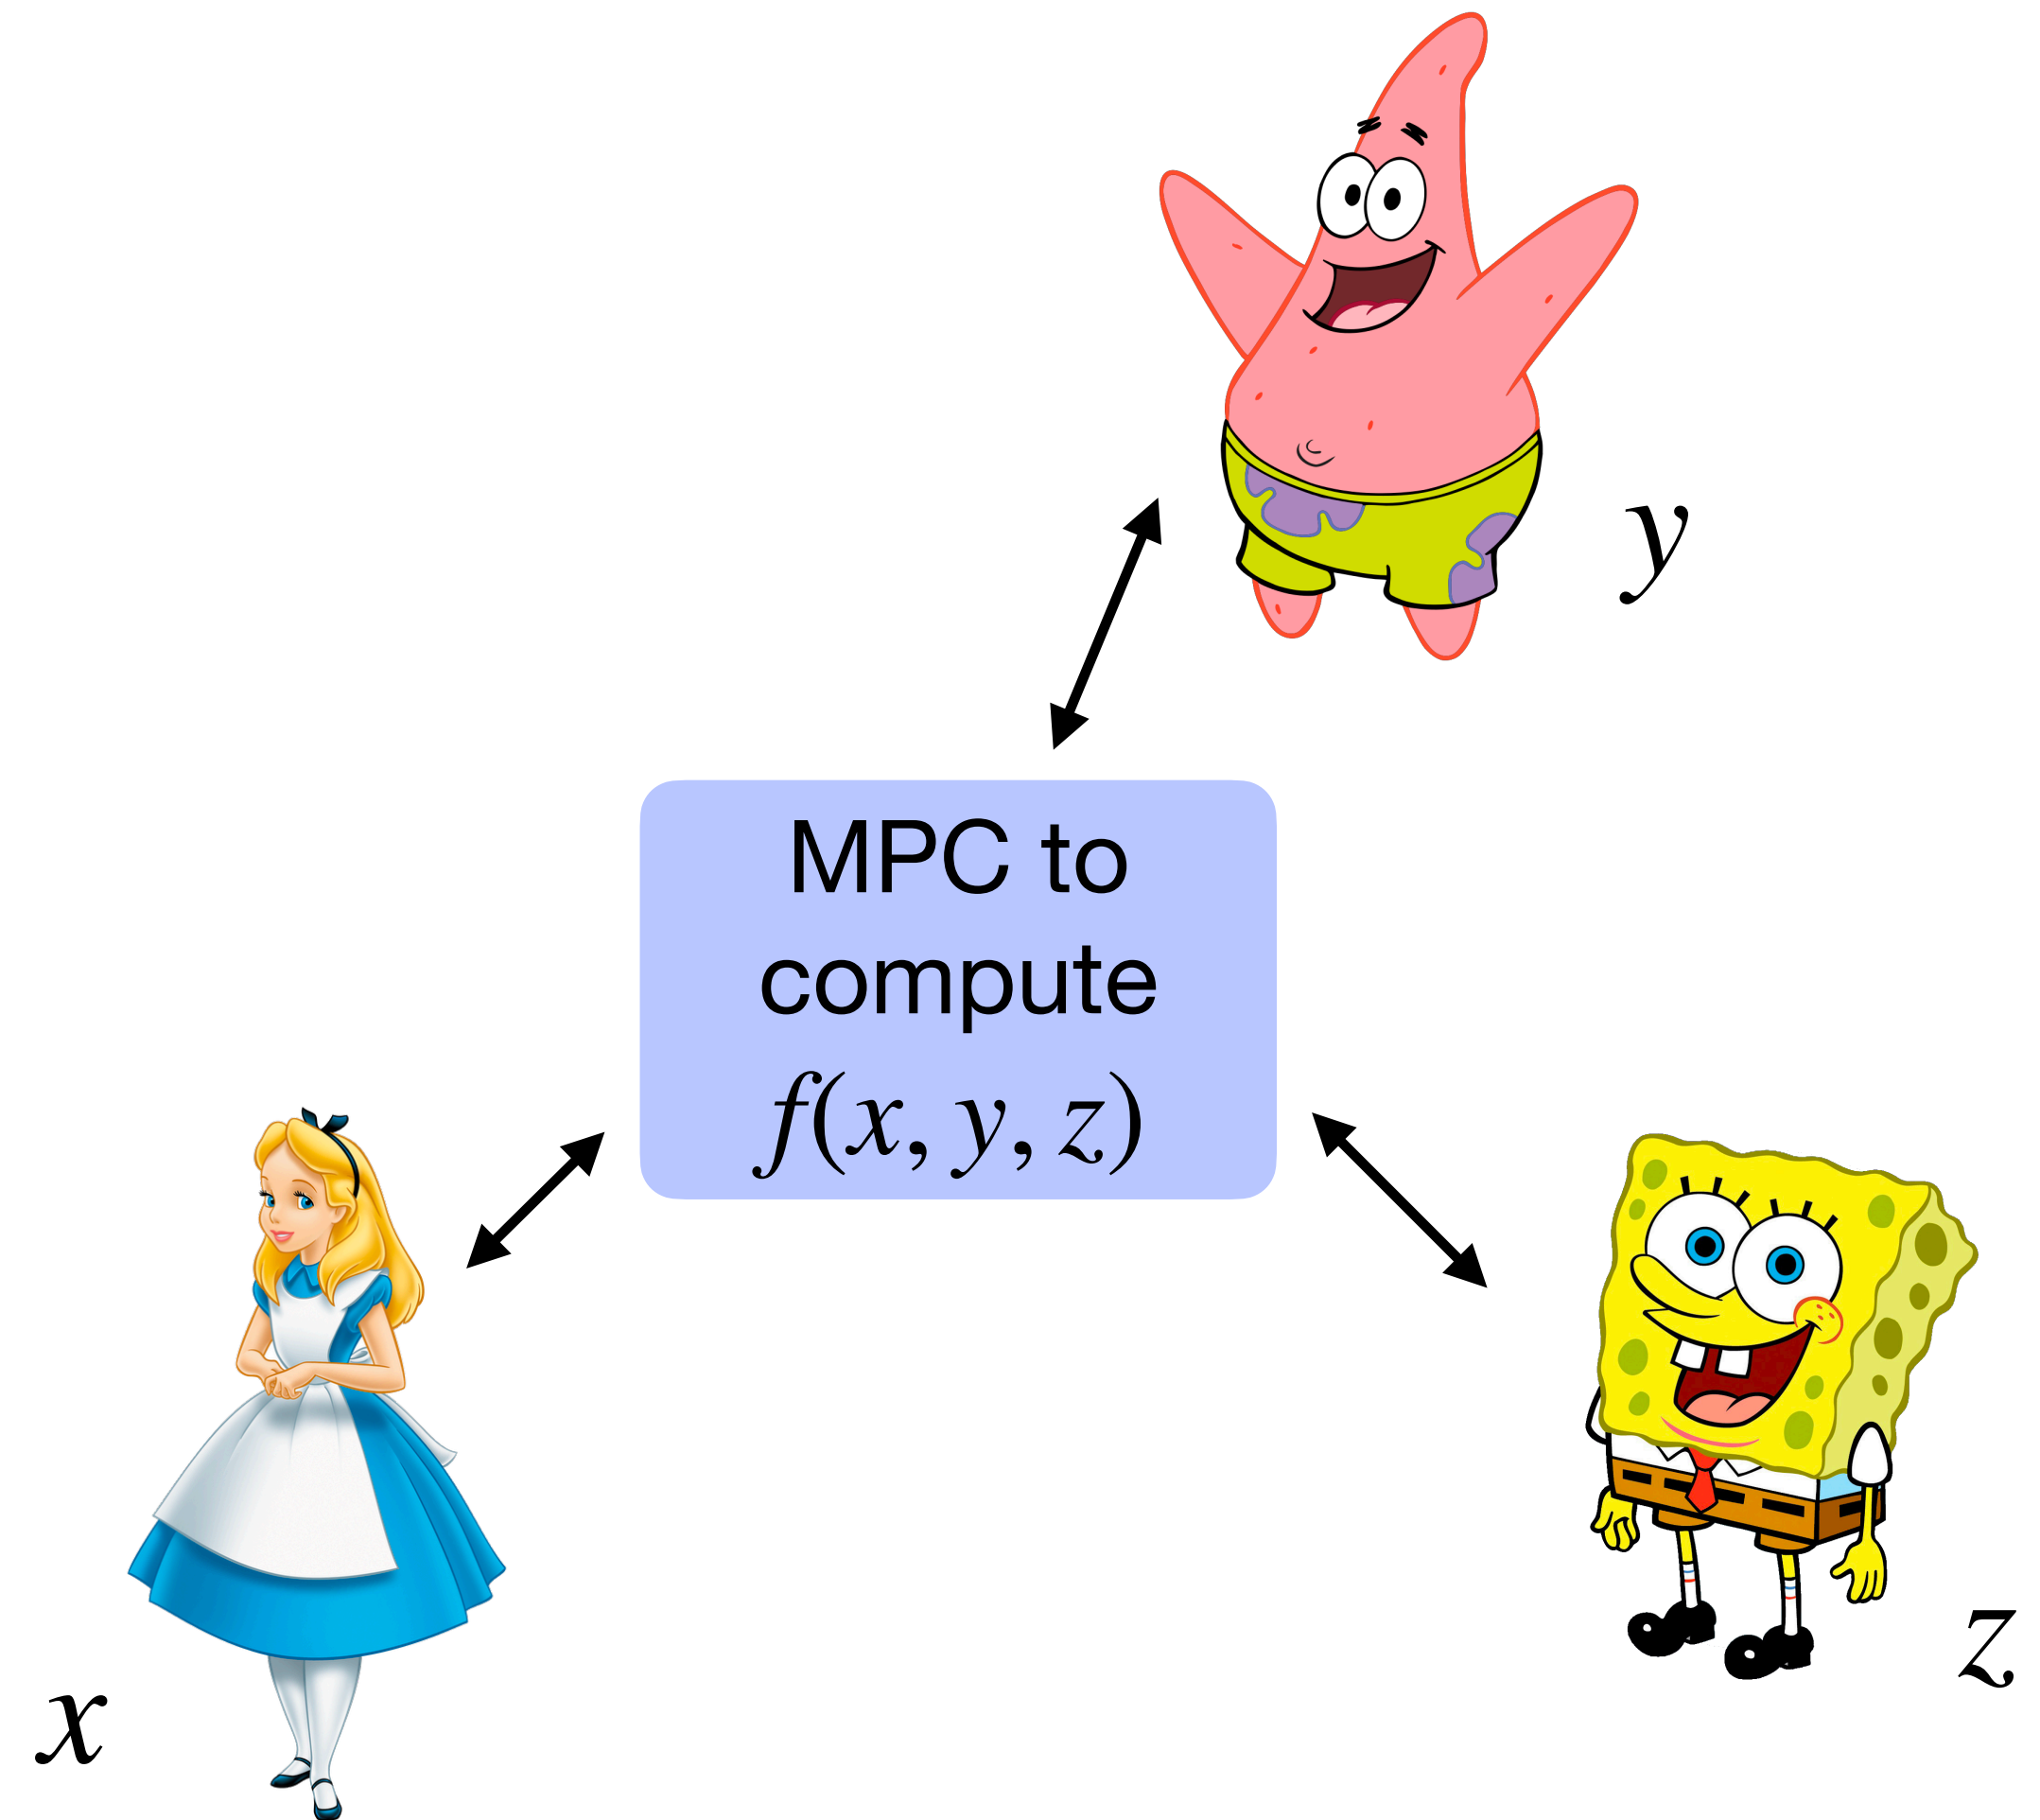 y
MPC to
compute
f(x, y, z)
z
x